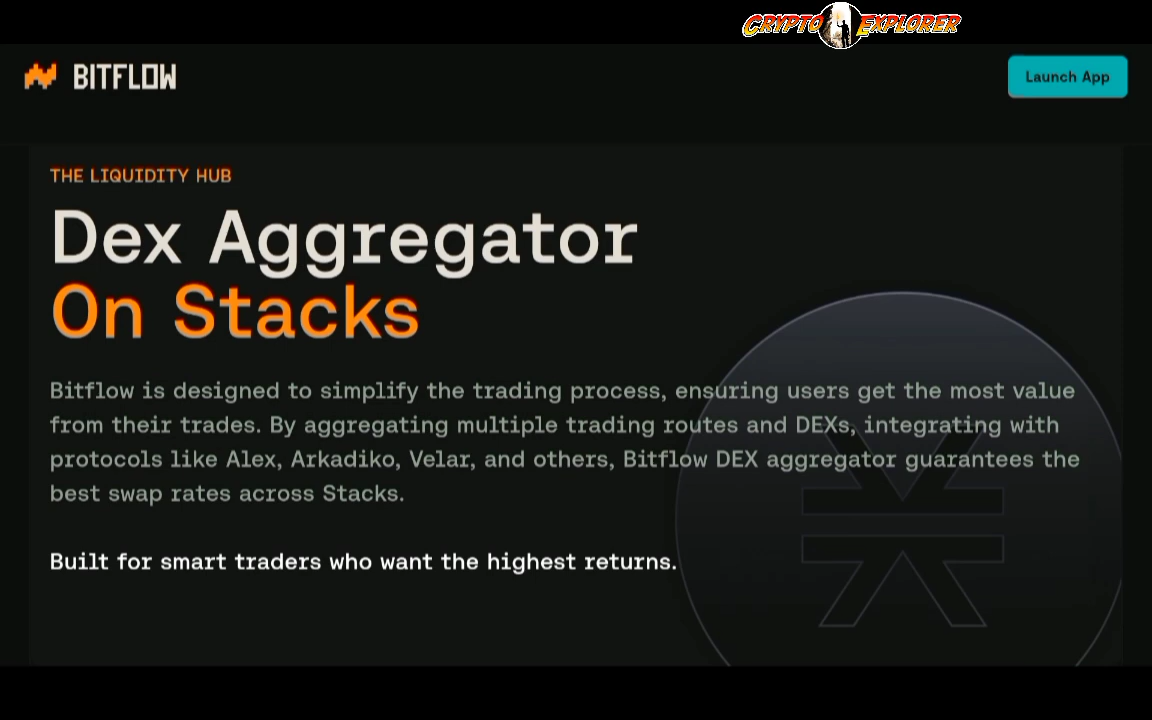 CRYPTO EXPLORER
BITFLOW
Launch App
THE LIQUIDITY HUB
Dex Aggregator
On Stacks
Bitflow is designed to simplify the trading process, ensuring users get the most value
from their trades. By aggregating multiple trading routes and DEXs, integrating with
protocols like Alex, Arkadiko, Velar, and others, Bitflow DEX aggregator guarantees the
best swap rates across Stacks.
Built for smart traders who want the highest returns.